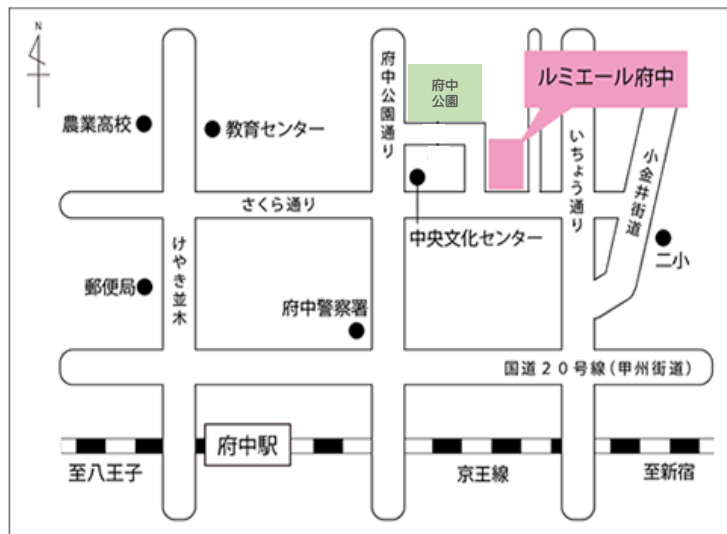 N
府中公園通り
府中
公園
ルミエール府中
農業高校
教育センター
いちょう通り
小金井街道
さくら通り
中央文化センター
二小
けやき並木
郵便局
府中警察署
国道20号線(甲州街道)
府中駅
至八王子
京王線
至新宿